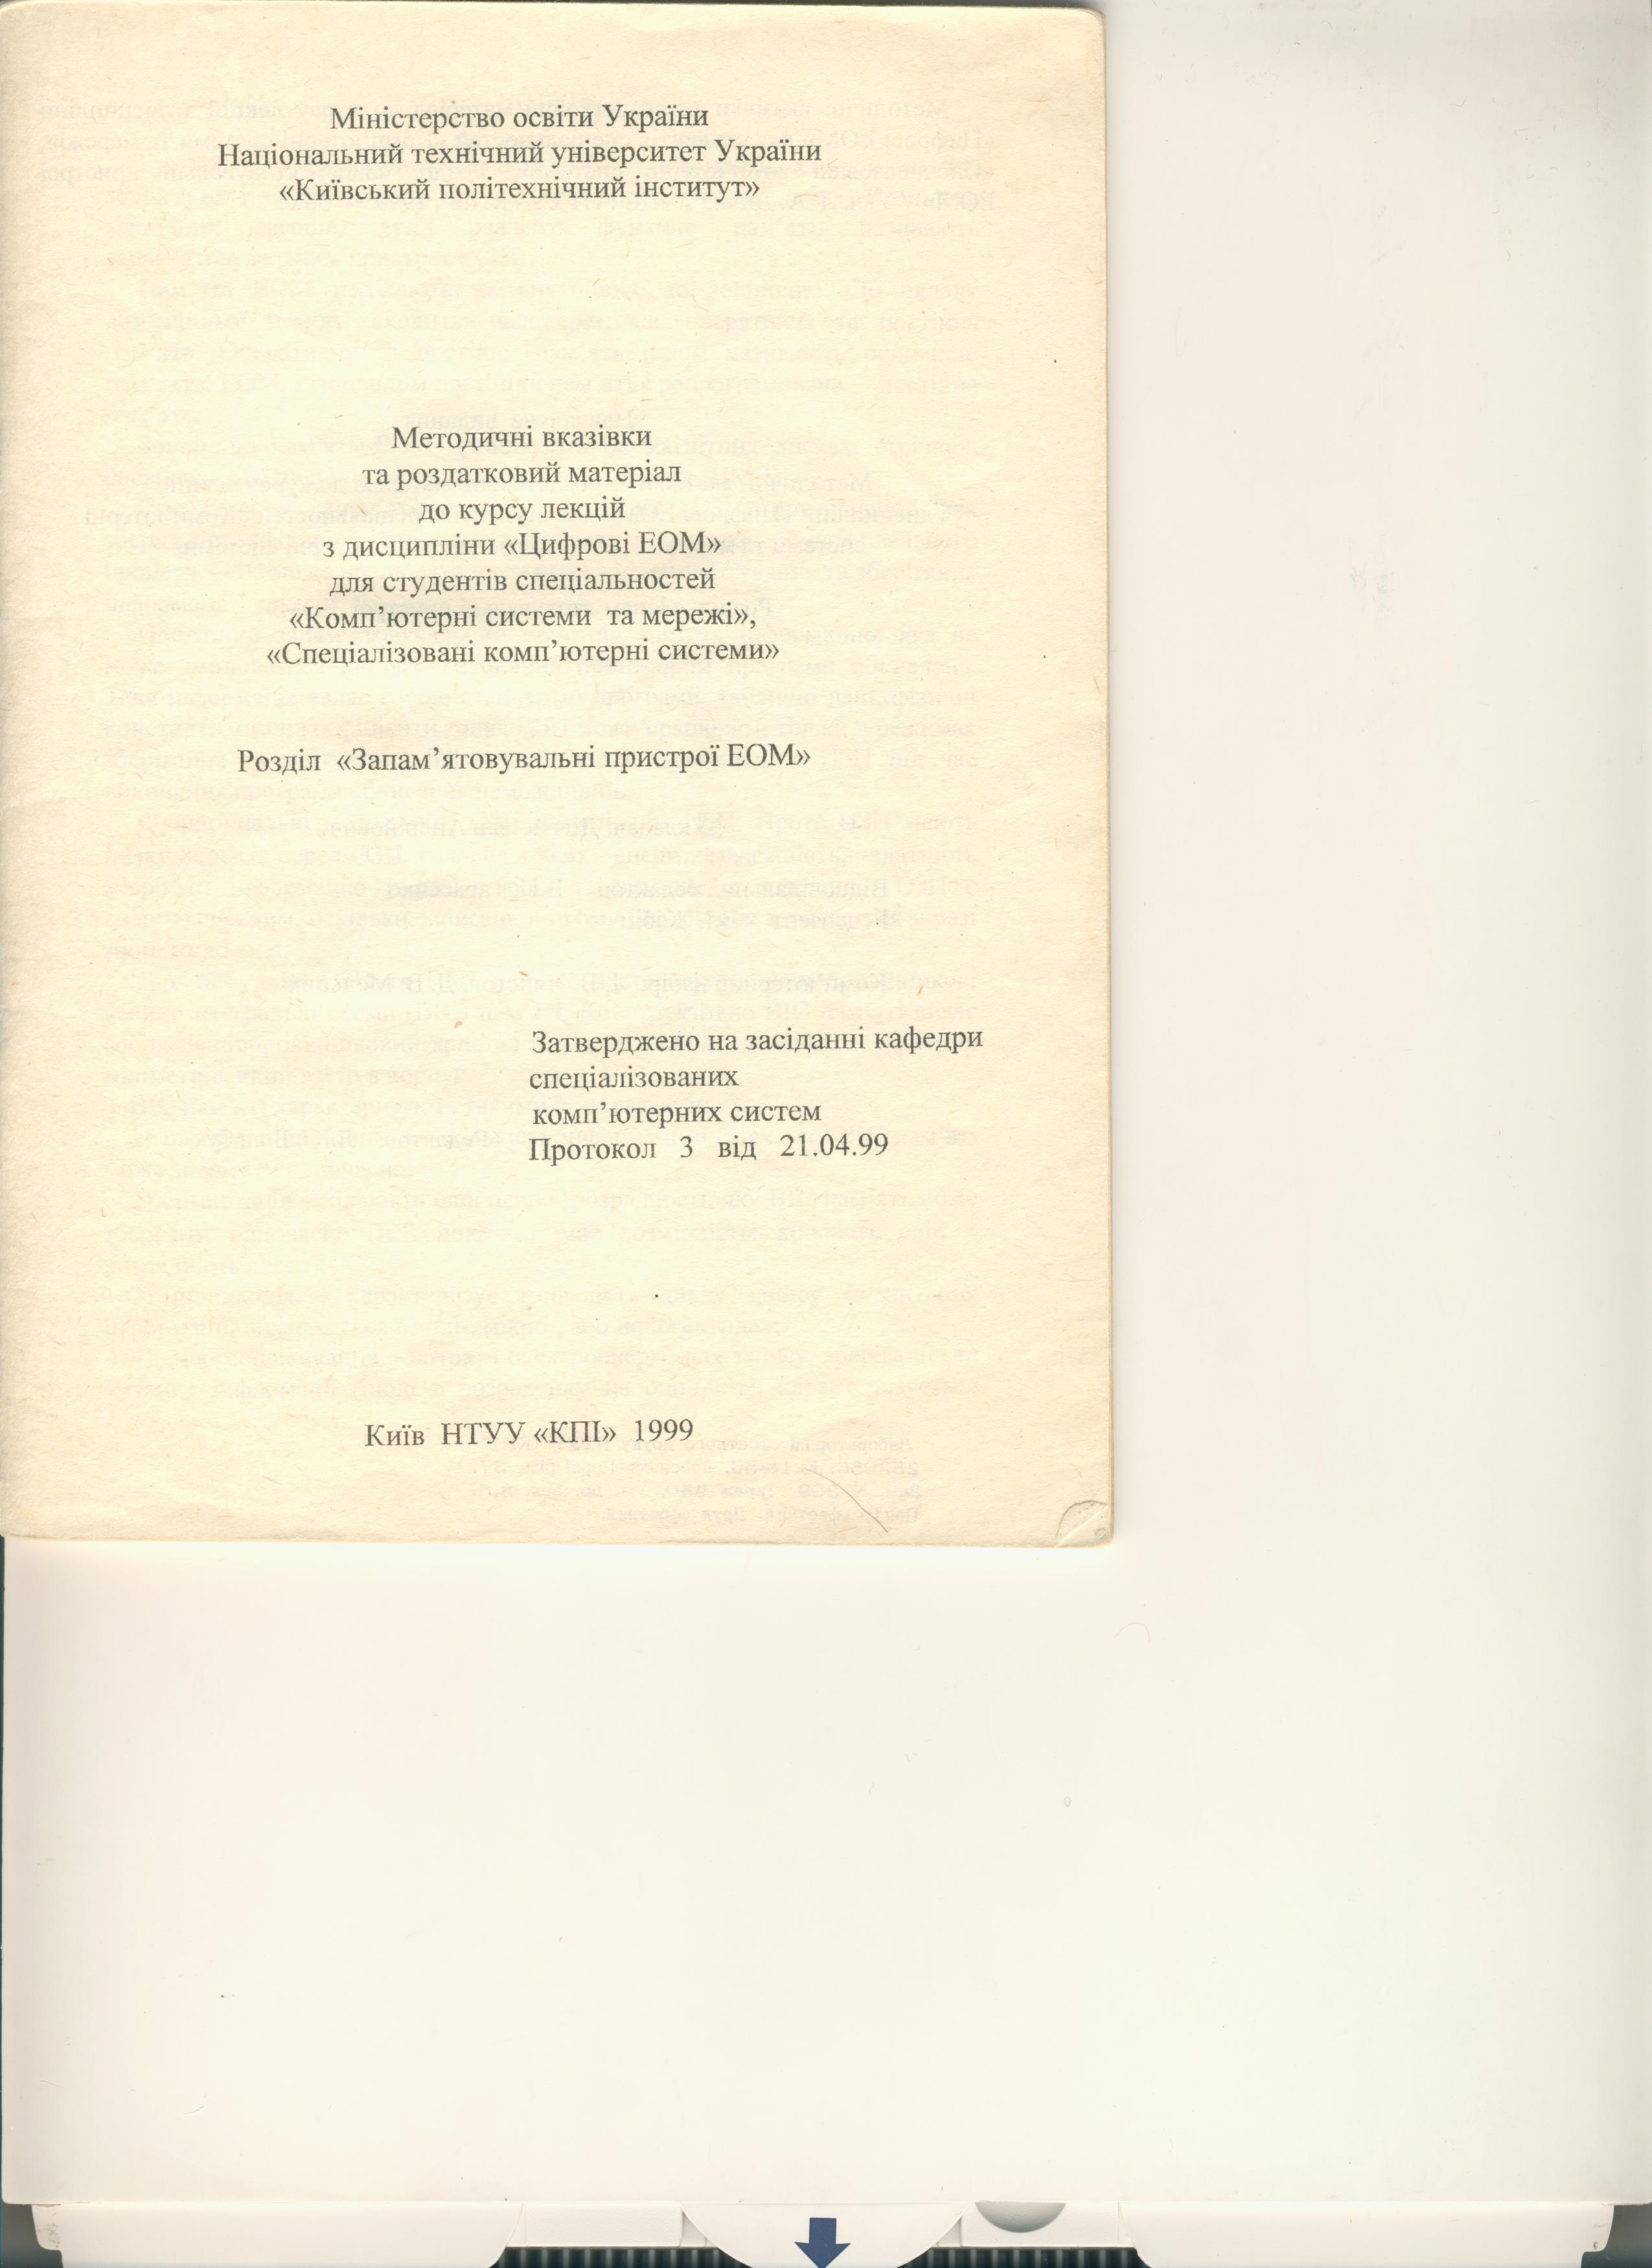 Міністерство освіти України
Національний технічний університет України
«Київський політехнічний інститут»
Методичні вказівки
та роздатковий матеріал
до курсу лекцій
з дисципліни «Цифрові ЕОМ»
для студентів спеціальностей
«Комп’ютерні системи та мережі»,
«Спеціалізовані комп’ютерні системи»
Розділ «Запам’ятовувальні пристрої ЕОМ»
Затверджено на засіданні кафедри
спеціалізованих
комп’ютерних систем
Протокол 3 від 21.04.99
Київ НТУУ «КПІ» 1999